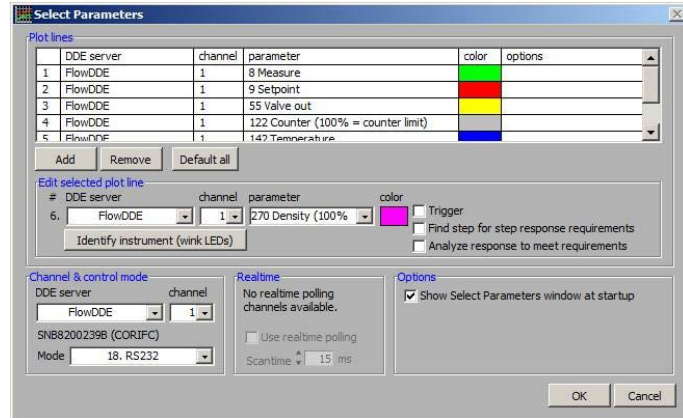 Select Parameters
Plot lines
DDE server channel parameter color options
1 FlowDDE 1 8 Measure
2 FlowDDE 1 9 Setpoint
3 FlowDDE 1 55 Valve out
4 FlowDDE 1 122 Counter (100% = counter limit)
5 FlowDDE 1 142 Temperature
Add Remove Default all
Edit selected plot line
# DDE server channel parameter color
6. FlowDDE 1 270 Density (100%
Trigger
Find step for step response requirements
Identify instrument (wink LEDs)
Analyze response to meet requirements
Channel & control mode
DDE server channel
FlowDDE 1
SNB8200239B (CORIFC)
Mode 18. RS232
Realtime
No realtime polling
channels available.
Use realtime polling
Scantime 15 ms
Options
Show Select Parameters window at startup
OK Cancel